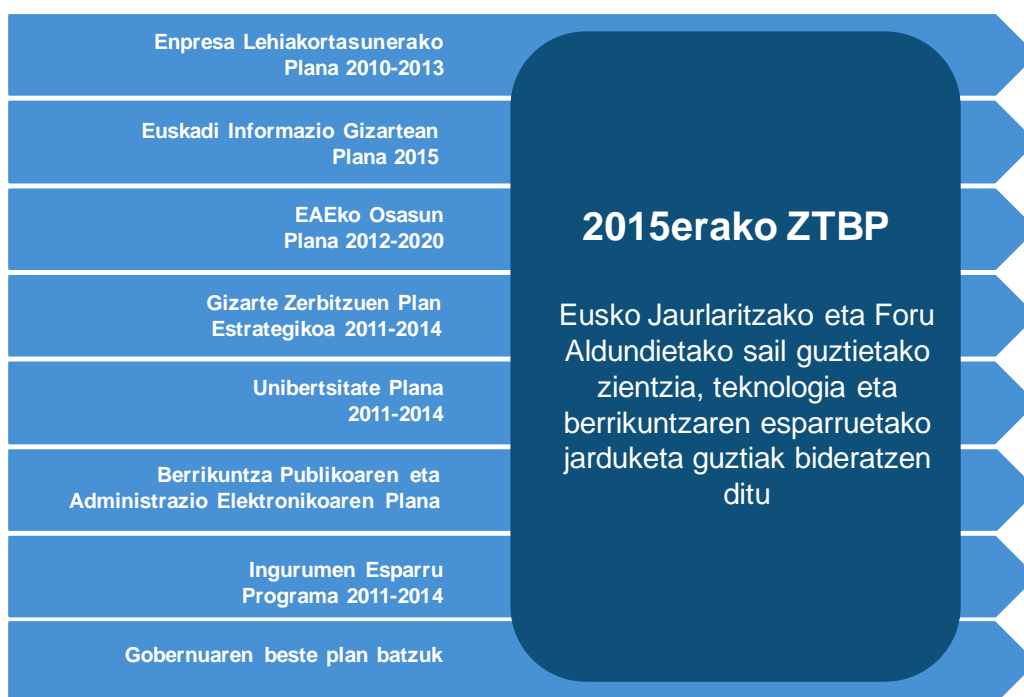 Enpresa Lehiakortasunerako
Plana 2010-2013
Euskadi Informazio Gizartean
Plana 2015
EAEko Osasun
Plana 2012-2020
Gizarte Zerbitzuen Plan
Estrategikoa 2011-2014
Unibertsitate Plana
2011-2014
Berrikuntza Publikoaren eta
Administrazio Elektronikoaren Plana
Ingurumen Esparru
Programa 2011-2014
Gobernuaren beste plan batzuk
2015erako ZTBP
Eusko Jaurlaritzako eta Foru
Aldundietako sail guztietako
zientzia, teknologia eta
berrikuntzaren esparruetako
jarduketa guztiak bideratzen
ditu